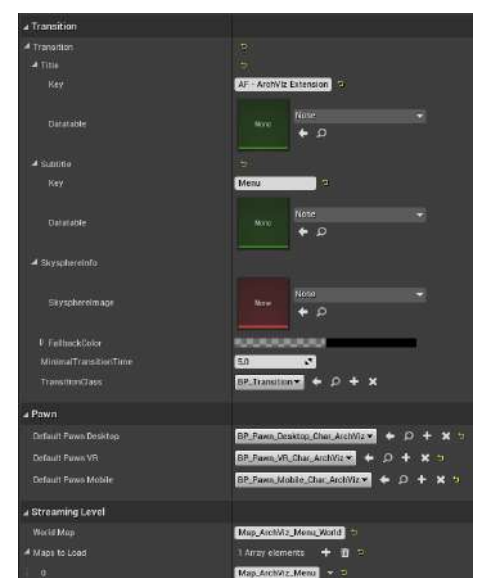 Transition
Transition
Title
Key AF - ArchViz Extension
Datatable None None
Subtitle
Key Menu
Datatable None None
SkysphereInfo
SkysphereImage None None
FallbackColor
MinimalTransitionTime 5.0
TransitionClass BP_Transition
Pawn
Default Pawn Desktop BP_Pawn_Desktop_Char_ArchViz
Default Pawn VR BP_Pawn_VR_Char_ArchViz
Default Pawn Mobile BP_Pawn_Mobile_Char_ArchViz
Streaming Level
World Map Map_ArchViz_Menu_World
Maps to Load 1 Array elements
0 Map_ArchViz_Menu